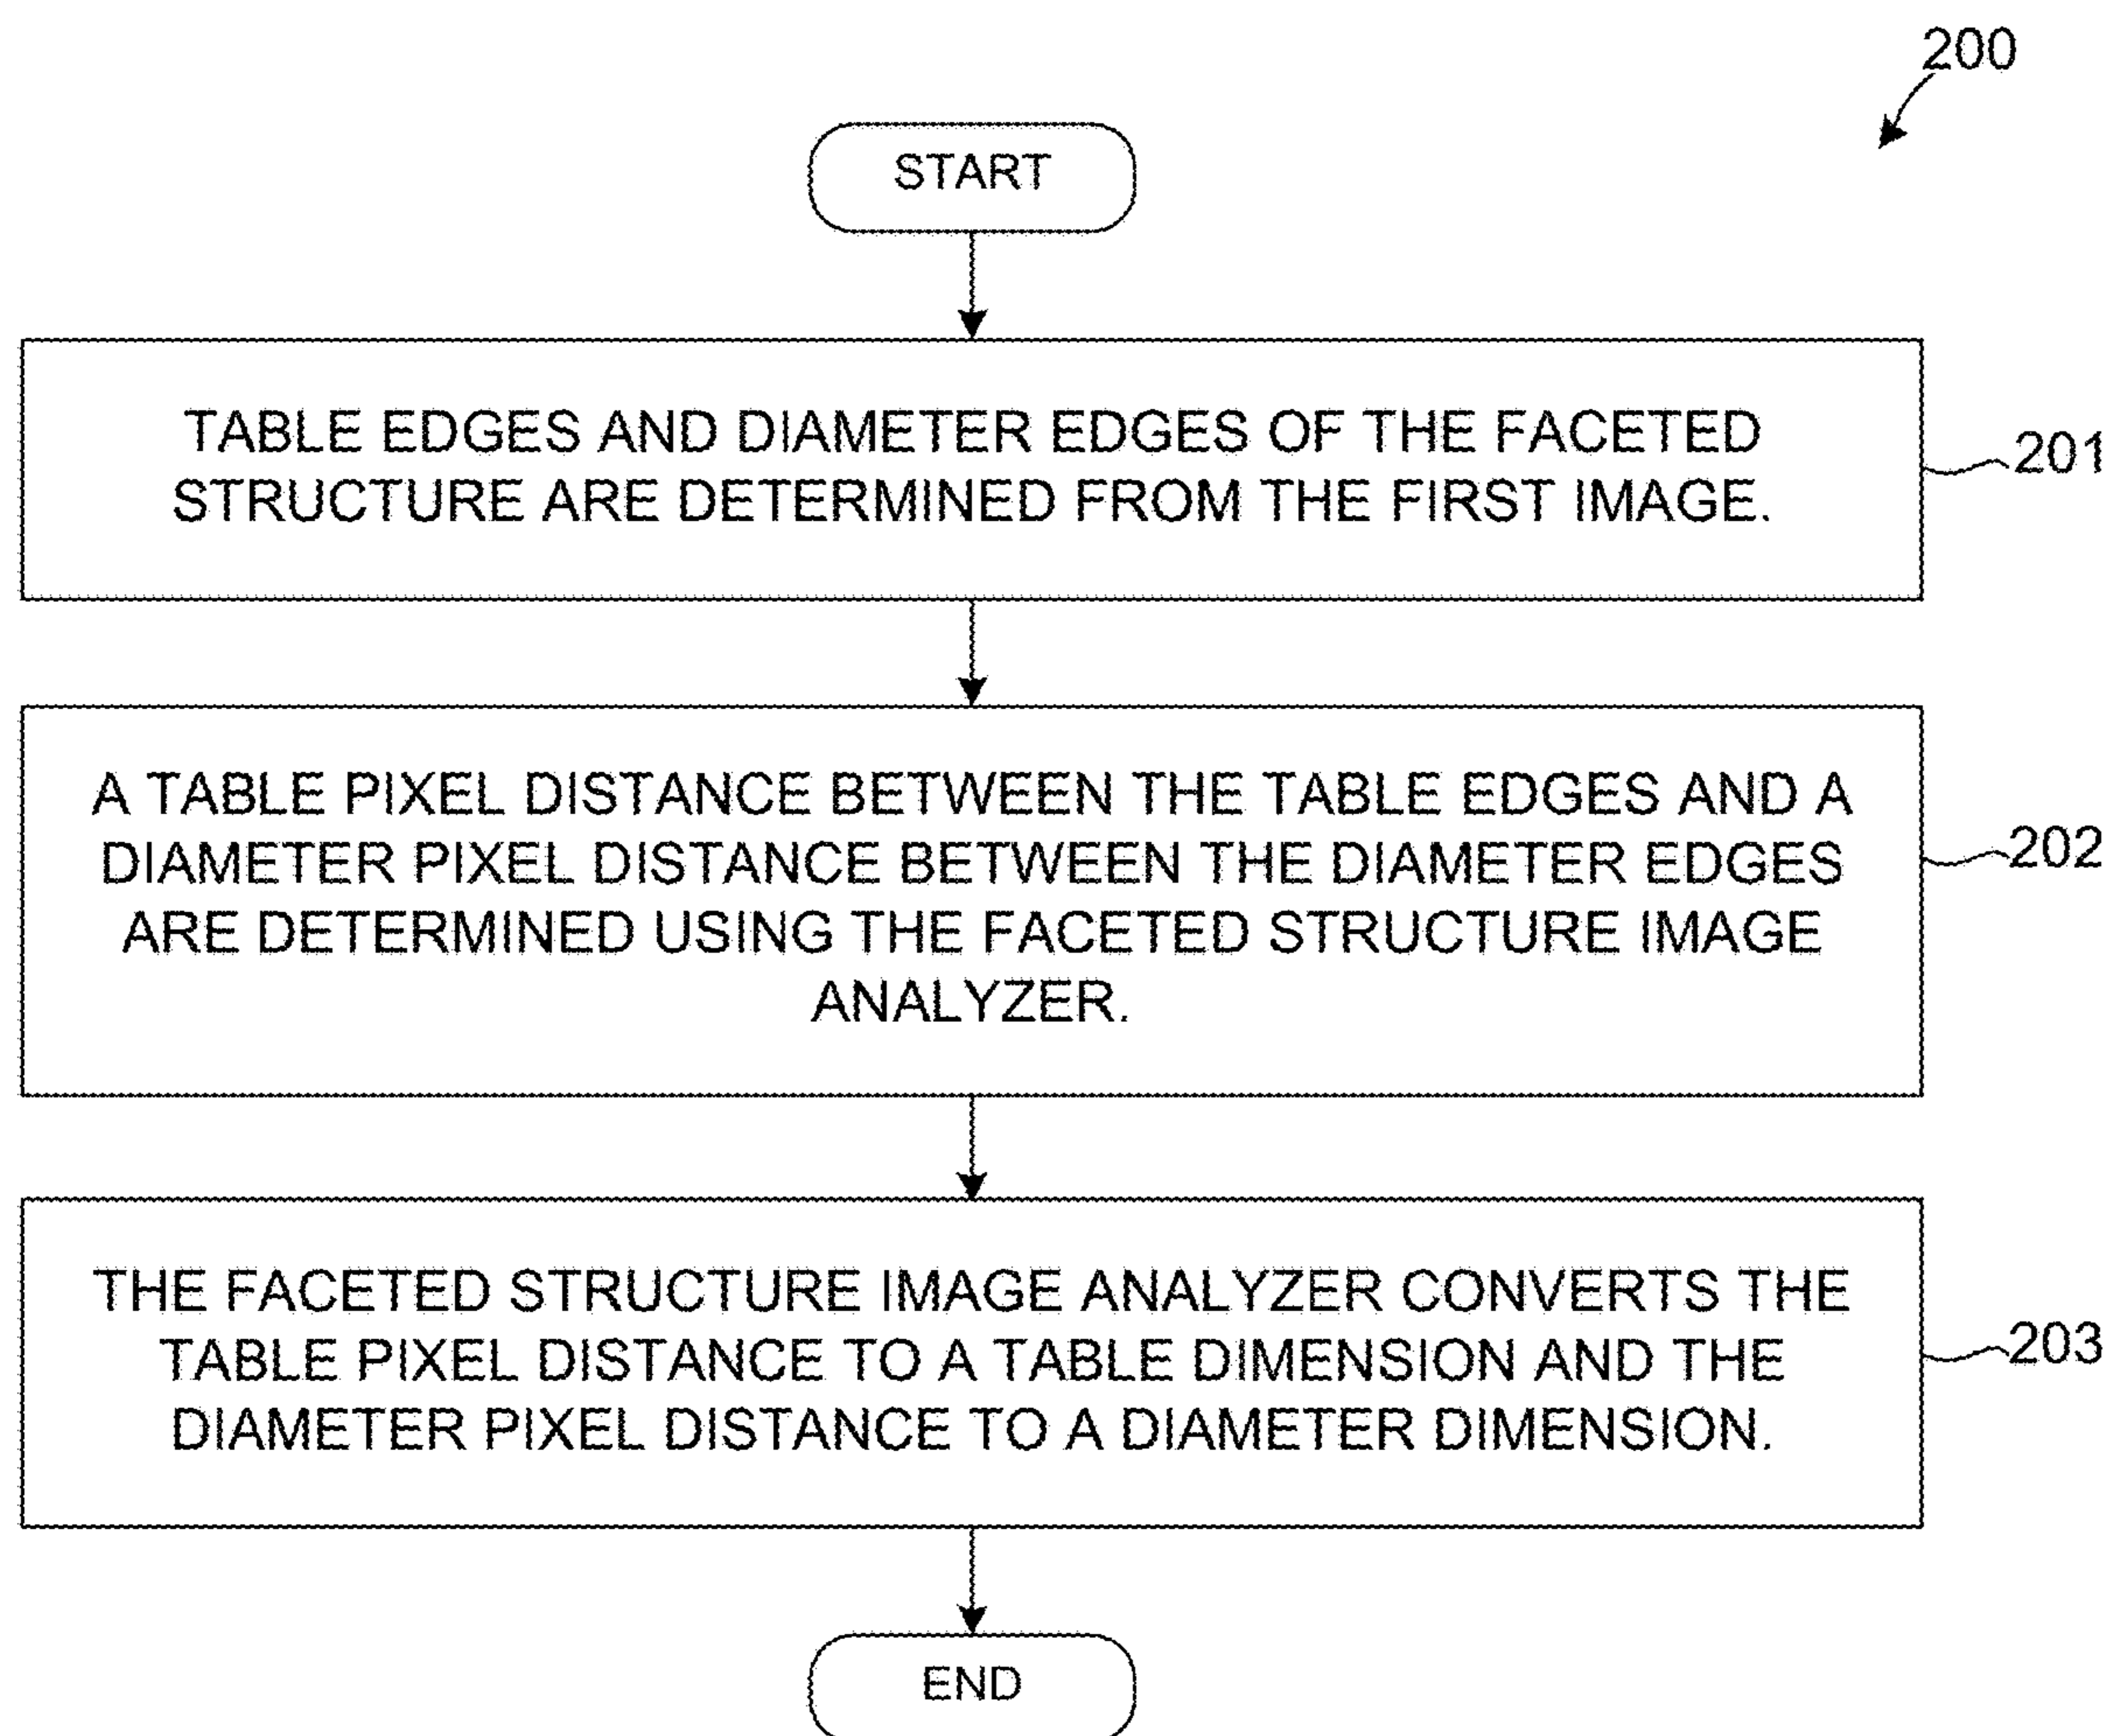 200
START
TABLE EDGES AND DIAMETER EDGES OF THE FACETED
STRUCTURE ARE DETERMINED FROM THE FIRST IMAGE.
201
A TABLE PIXEL DISTANCE BETWEEN THE TABLE EDGES AND A
DIAMETER PIXEL DISTANCE BETWEEN THE DIAMETER EDGES
ARE DETERMINED USING THE FACETED STRUCTURE IMAGE
ANALYZER.
202
THE FACETED STRUCTURE IMAGE ANALYZER CONVERTS THE
TABLE PIXEL DISTANCE TO A TABLE DIMENSION AND THE
DIAMETER PIXEL DISTANCE TO A DIAMETER DIMENSION.
203
END